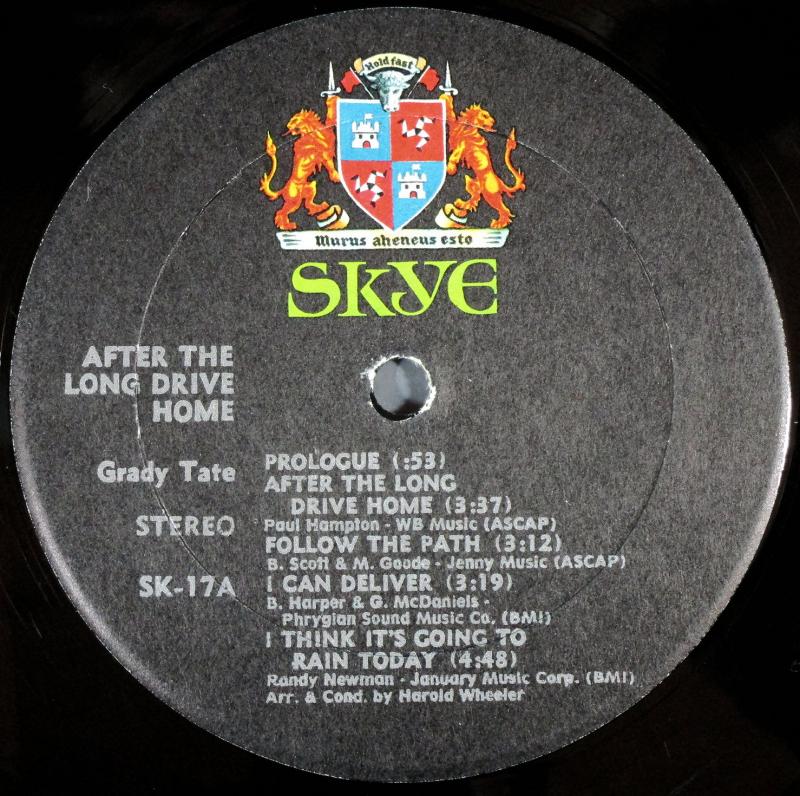 Hold fast
Murus aheneus esto
SKYE
AFTER THE
LONG DRIVE
HOME
Grady Tate
STEREO
SK-17A
PROLOGUE (:53)
AFTER THE LONG
DRIVE HOME (3:37)
Paul Hampton - WB Music (ASCAP)
FOLLOW THE PATH (3:12)
B. Scott & M. Goude - Jenny Music (ASCAP)
I CAN DELIVER (3:19)
B. Harper & G. McDaniels -
Phrygian Sound Music Co. (BMI)
I THINK IT'S GOING TO
RAIN TODAY (4:48)
Randy Newman - January Music Corp. (BMI)
Arr. & Cond. by Harold Wheeler